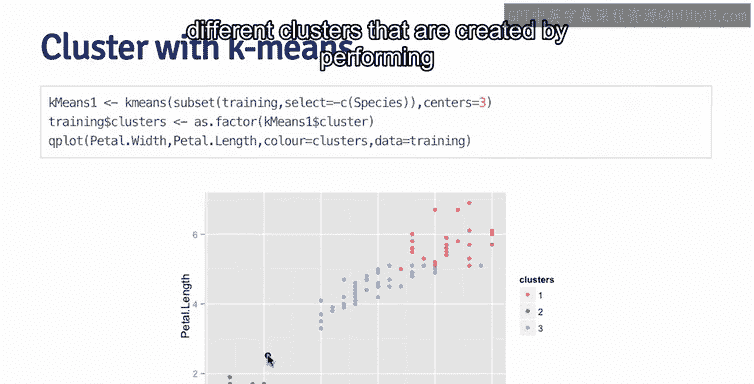 different clusters that are created by
performing
Cluster with k-means
kMeans1 <- kmeans(subset(training,select=-c(Species)),centers=3)
training$clusters <- as.factor(kMeans1$cluster)
qplot(Petal.Width,Petal.Length,colour=clusters,data=training)
6
4
2
Petal.Length
clusters
1
2
3